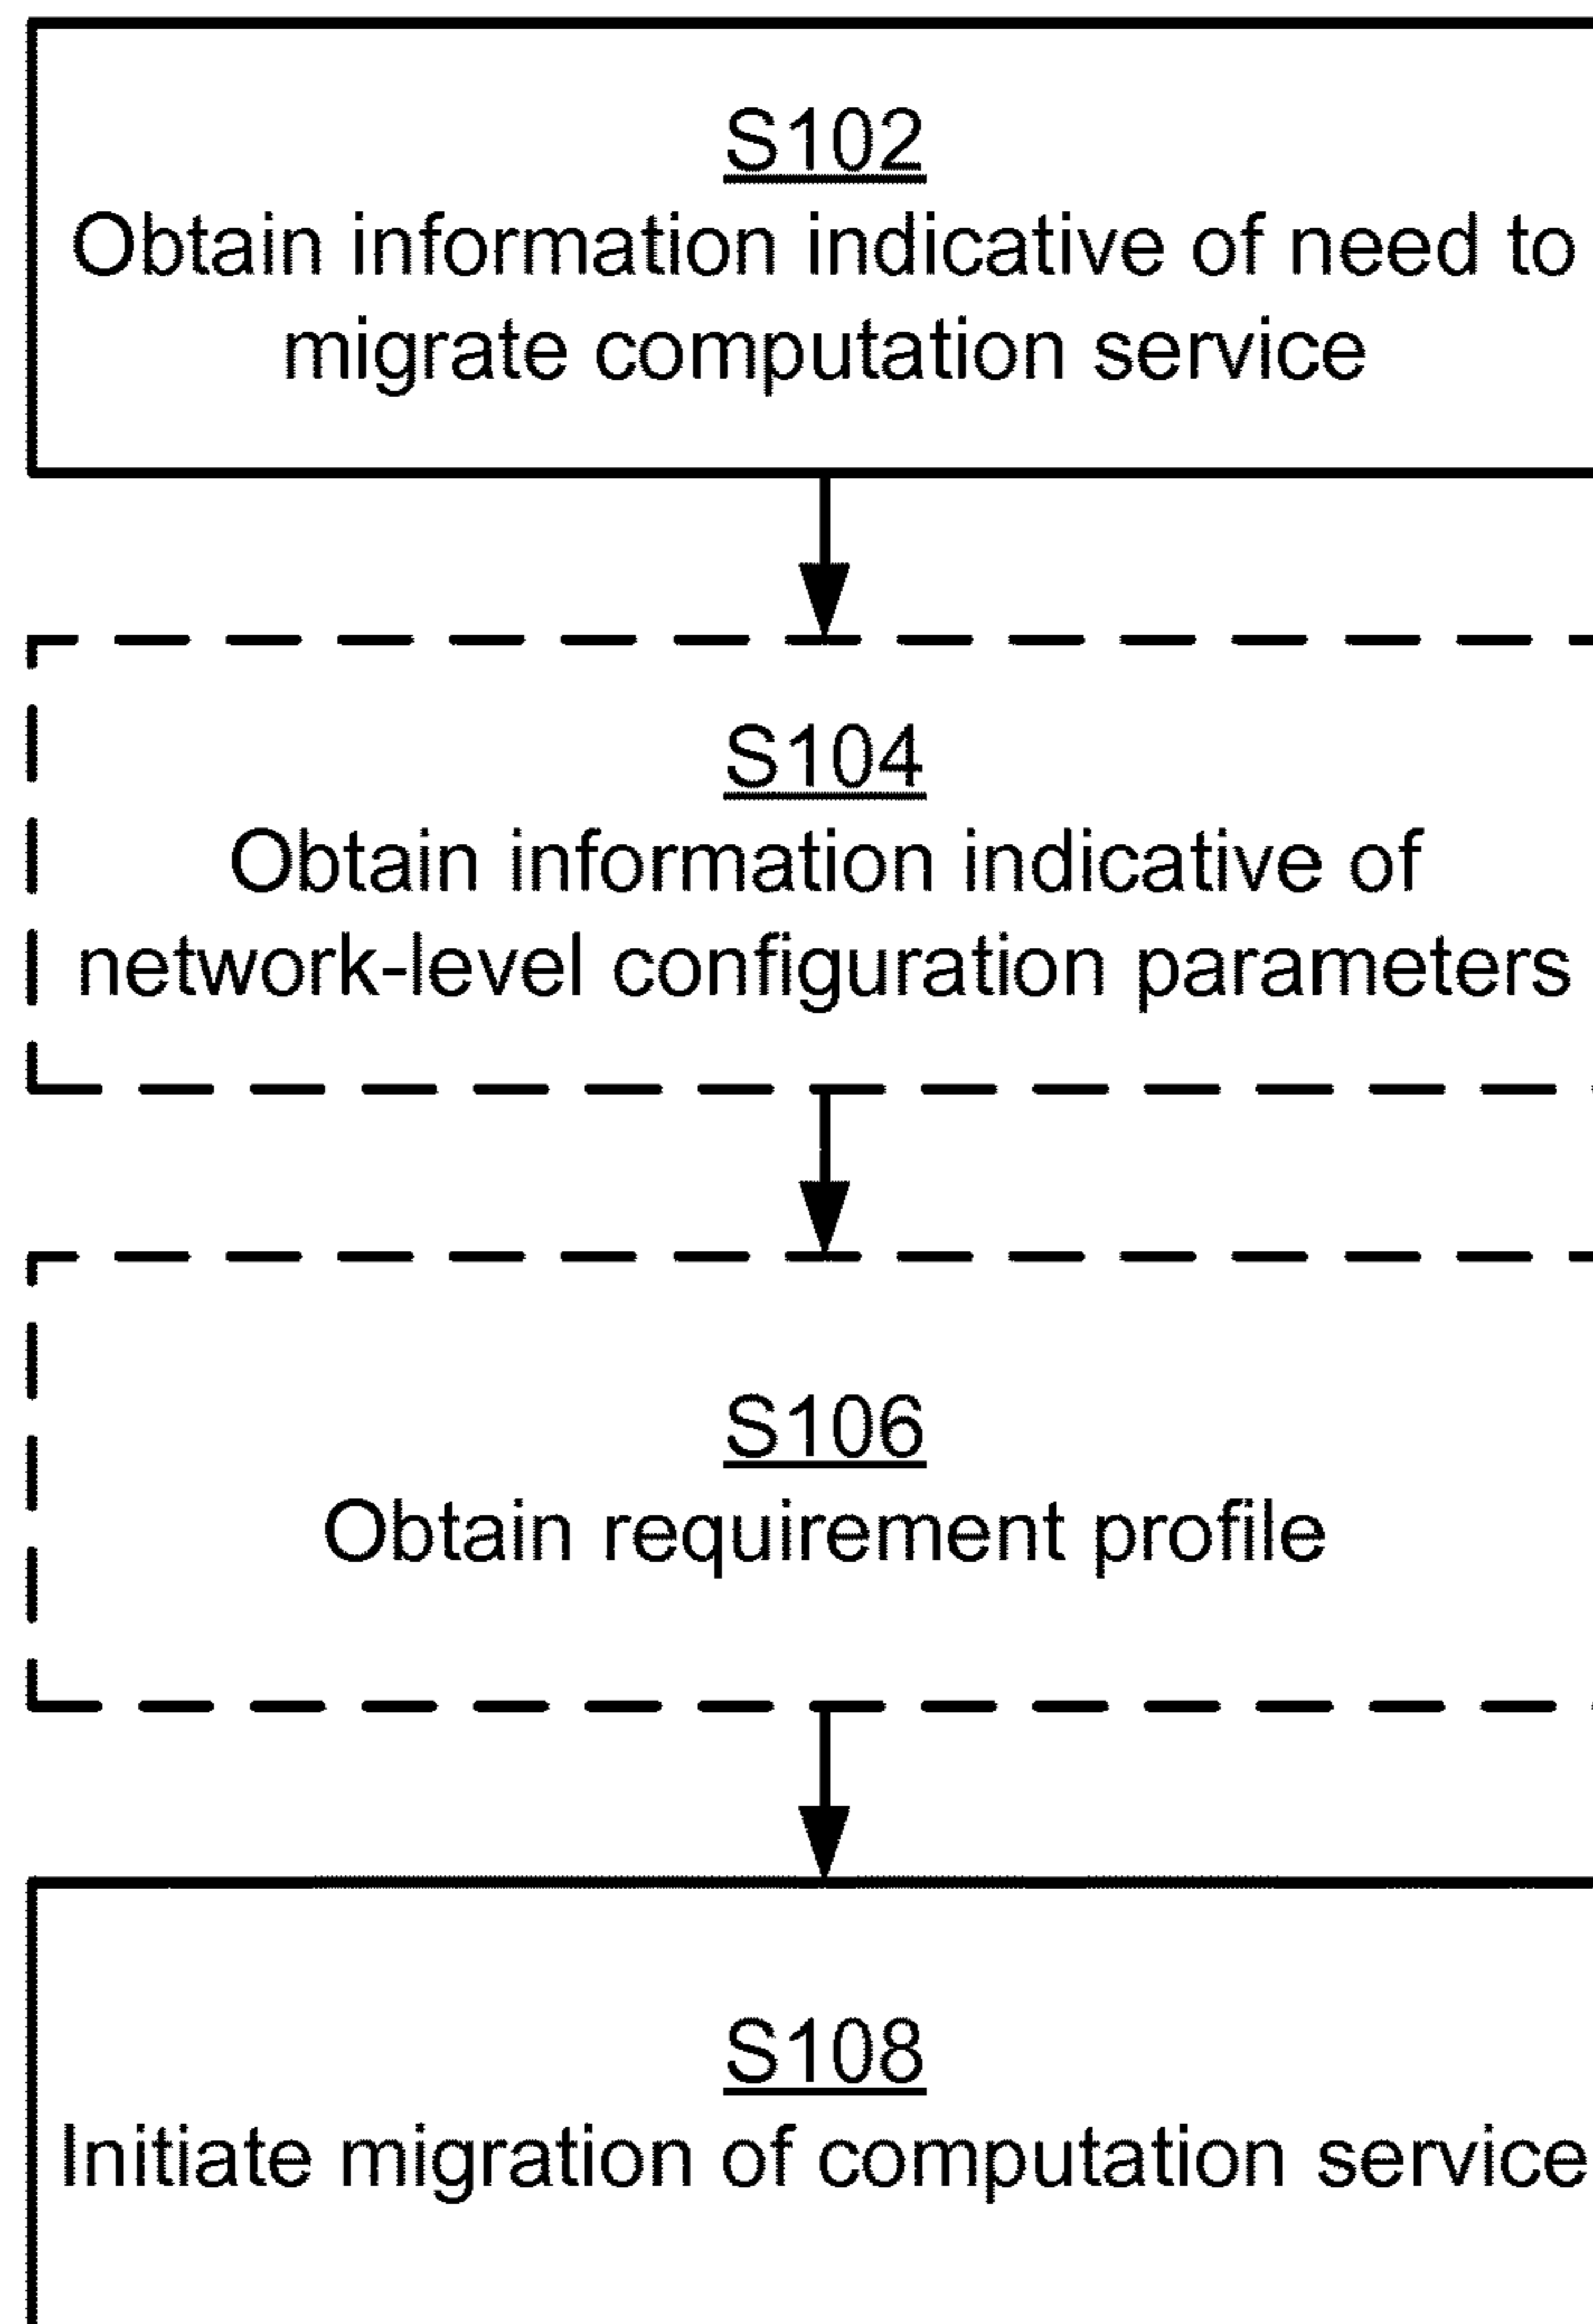 S102
Obtain information indicative of need to
migrate computation service
S104
Obtain information indicative of
network-level configuration parameters
S106
Obtain requirement profile
S108
Initiate migration of computation service